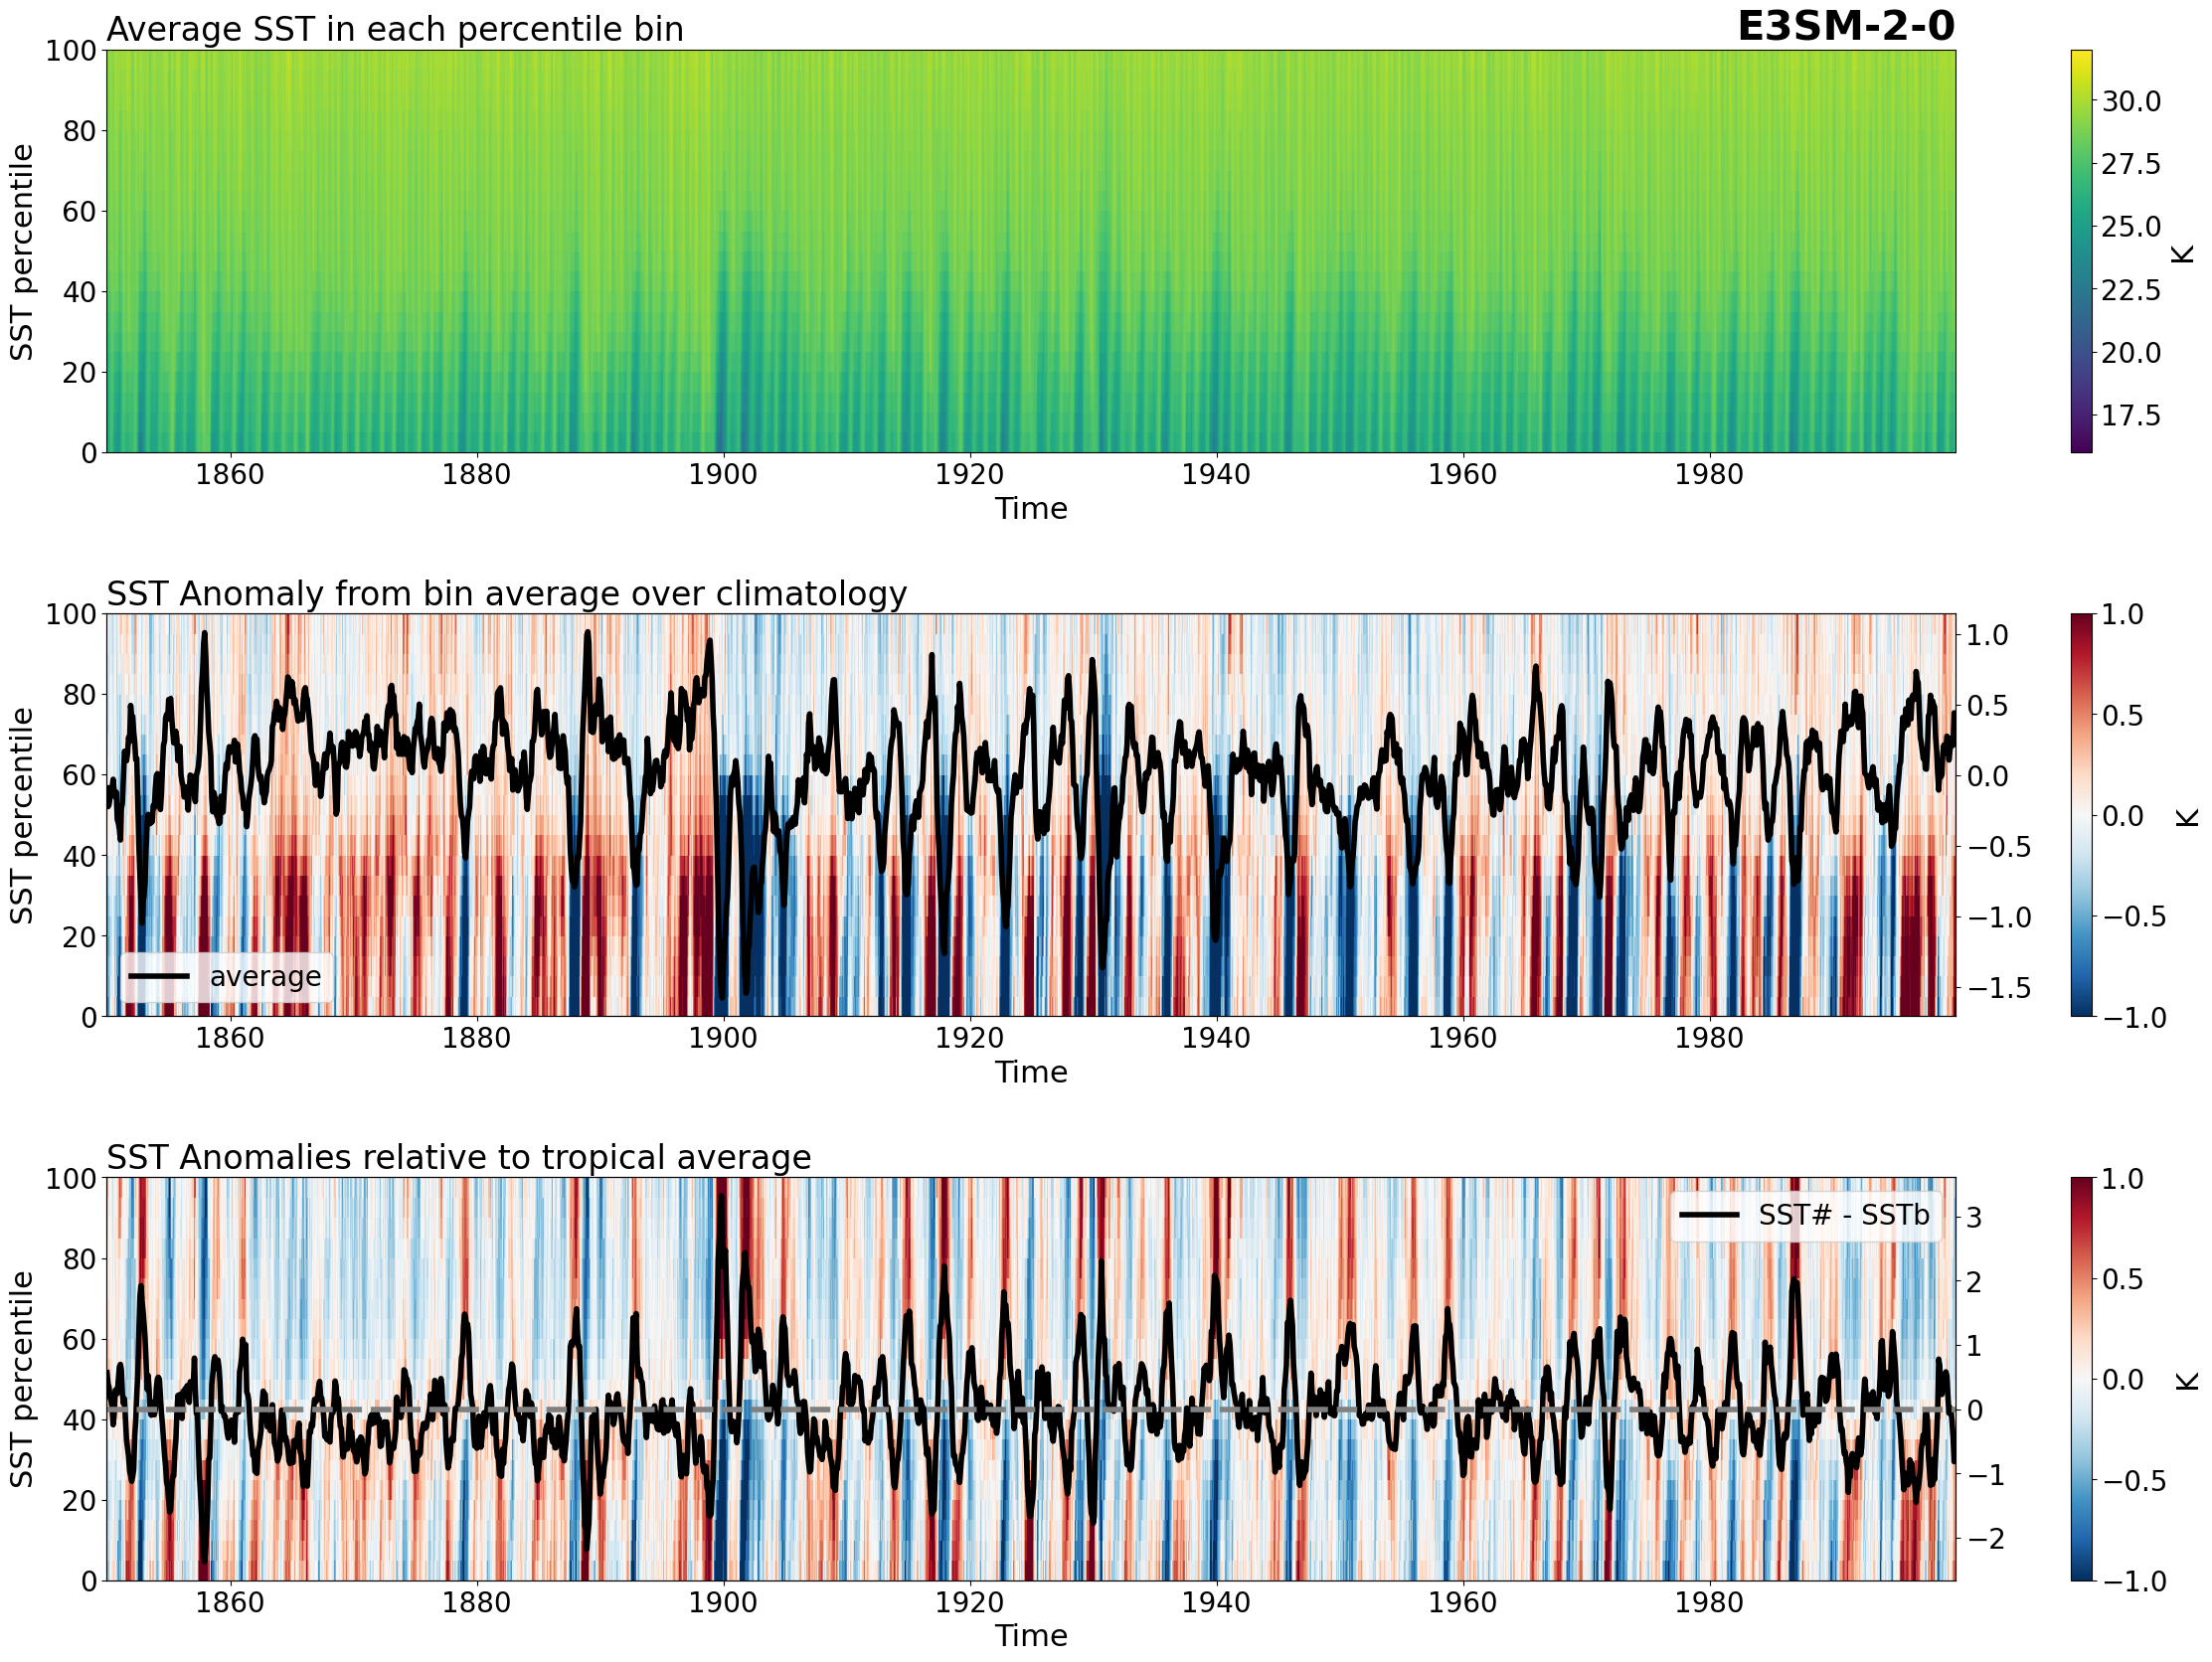 Average SST in each percentile bin
E3SM-2-0
100
80
60
40
20
0
SST percentile
1860 1880 1900 1920 1940 1960 1980
Time
30.0
27.5
25.0
22.5
20.0
17.5
K
SST Anomaly from bin average over climatology
100
80
60
40
20
0
SST percentile
average
1.0
0.5
0.0
−0.5
−1.0
−1.5
1860 1880 1900 1920 1940 1960 1980
Time
1.0
0.5
0.0
−0.5
−1.0
K
SST Anomalies relative to tropical average
100
80
60
40
20
0
SST percentile
SST# - SSTb
3
2
1
0
−1
−2
1860 1880 1900 1920 1940 1960 1980
Time
1.0
0.5
0.0
−0.5
−1.0
K